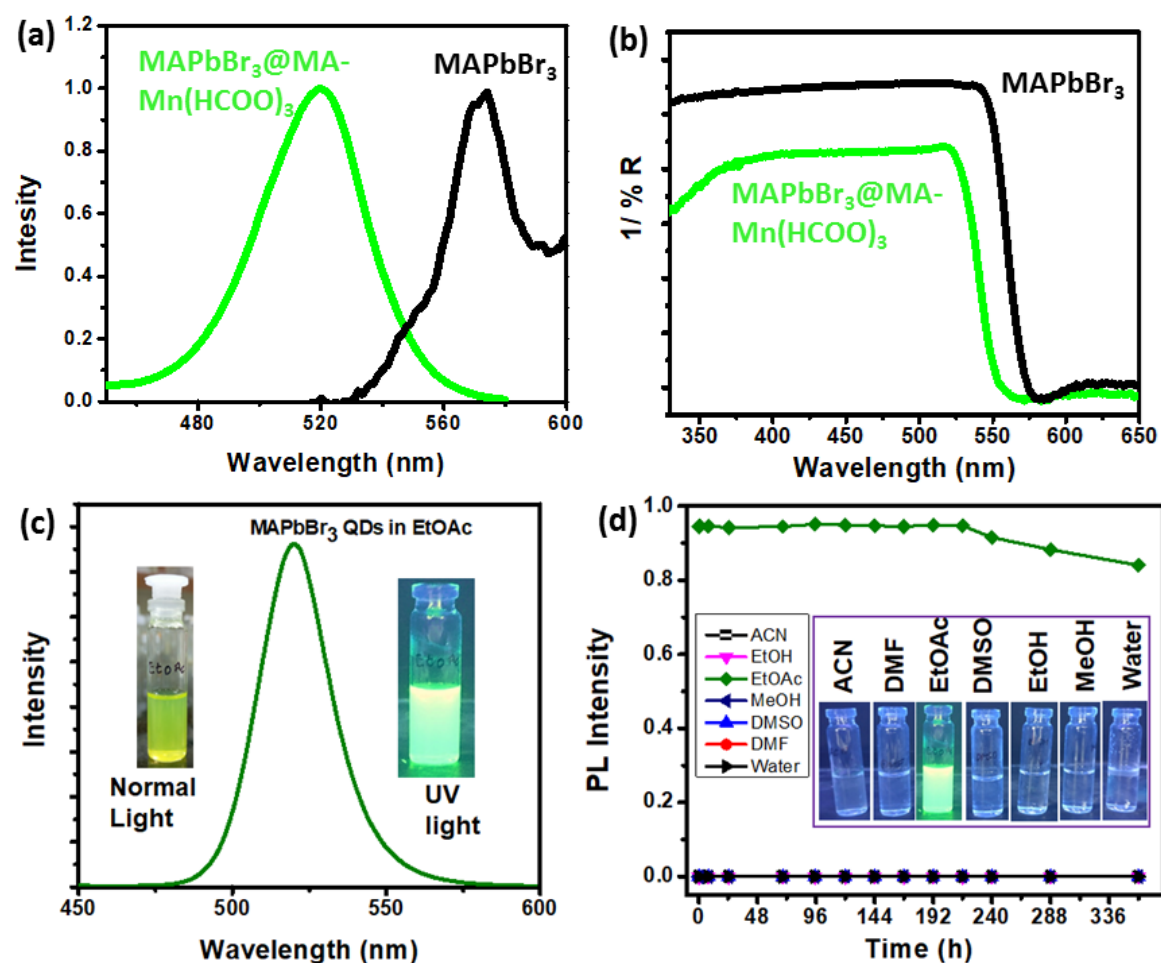 (a)
1.2
1.0
0.8
0.6
0.4
0.2
0.0
Intesity
MAPbBr3@MA-
Mn(HCOO)3
MAPbBr3
480
520
560
600
Wavelength (nm)
(b)
1/ % R
MAPbBr3
MAPbBr3@MA-
Mn(HCOO)3
350
400
450
500
550
600
650
Wavelength (nm)
(c)
MAPbBr3 QDs in EtOAc
Intensity
EtoAc
Normal
Light
UV
light
450
500
550
600
Wavelength (nm)
(d)
1.0
0.8
0.6
0.4
0.2
0.0
PL Intensity
ACN
EtOH
EtOAc
MeOH
DMSO
DMF
Water
ACN
DMF
EtOAc
DMSO
EtOH
MeOH
Water
0
48
96
144
192
240
288
336
Time (h)